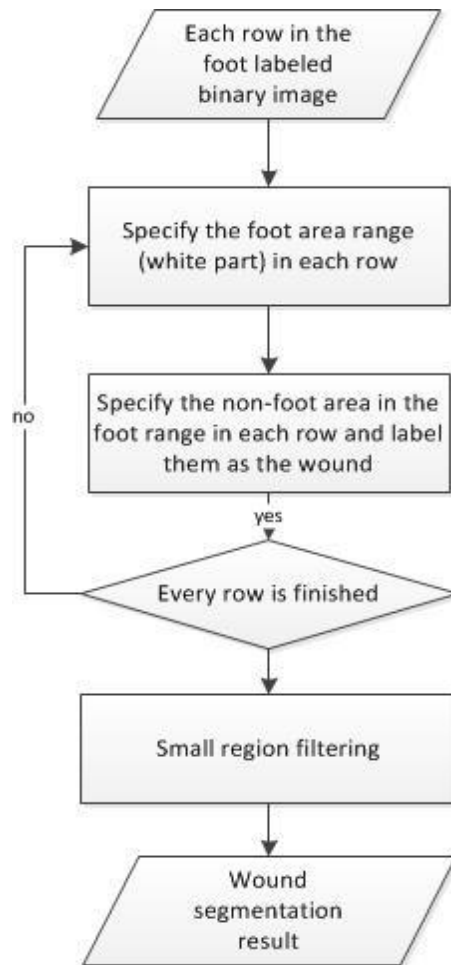 Each row in the
foot labeled
binary image
Specify the foot area range
(white part) in each row
Specify the non-foot area in the
foot range in each row and label
them as the wound
no
yes
Every row is finished
Small region filtering
Wound
segmentation
result